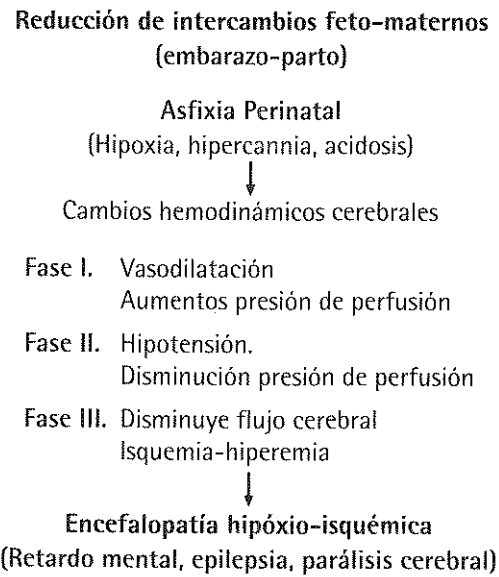 Reducción de intercambios feto-maternos
(embarazo-parto)
Asfixia Perinatal
(Hipoxia, hipercannia, acidosis)
Cambios hemodinámicos cerebrales
Fase I. Vasodilatación
Aumentos presión de perfusión
Fase II. Hipotensión.
Disminución presión de perfusión
Fase III. Disminuye flujo cerebral
Isquemia-hiperemia
Encefalopatía hipóxio-isquémica
(Retardo mental, epilepsia, parálisis cerebral)